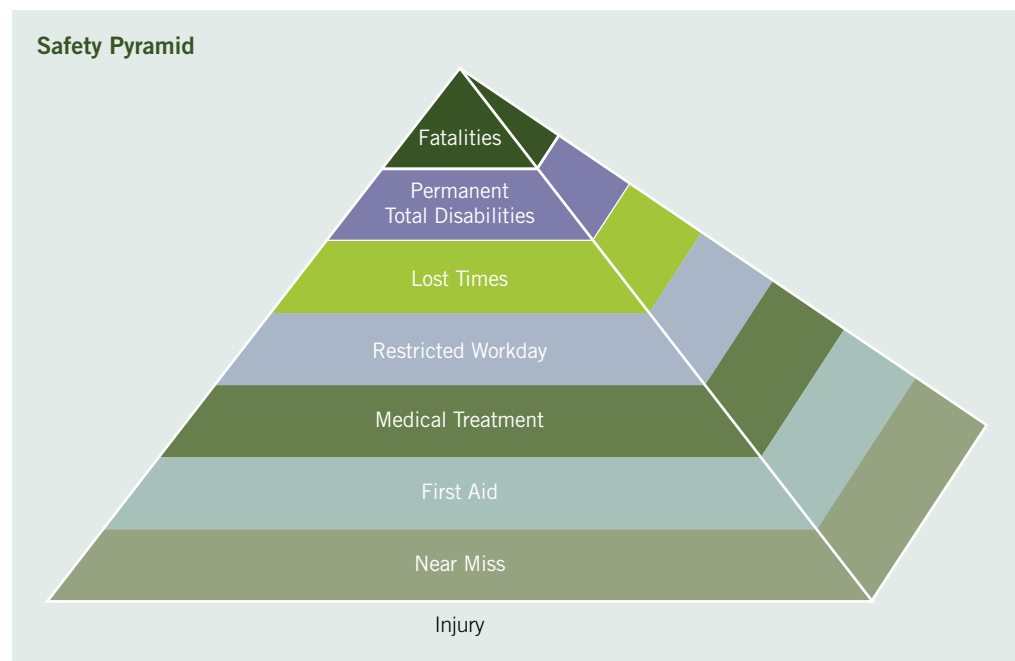 Safety Pyramid
Fatalities
Permanent
Total Disabilities
Lost Times
Restricted Workday
Medical Treatment
First Aid
Near Miss
Injury